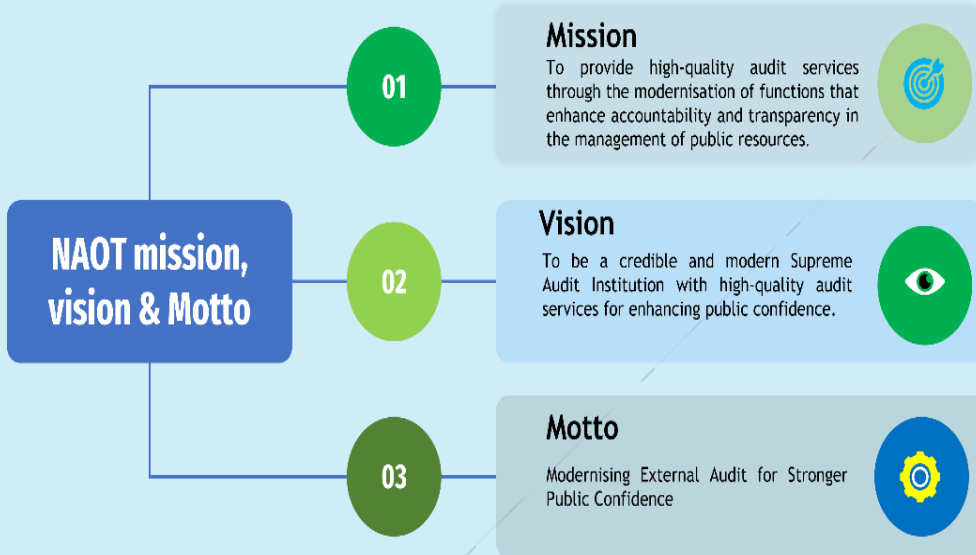 NAOT mission,
vision & Motto
01
Mission
To provide high-quality audit services
through the modernisation of functions that
enhance accountability and transparency in
the management of public resources.
02
Vision
To be a credible and modern Supreme
Audit Institution with high-quality audit
services for enhancing public confidence.
03
Motto
Modernising External Audit for Stronger
Public Confidence